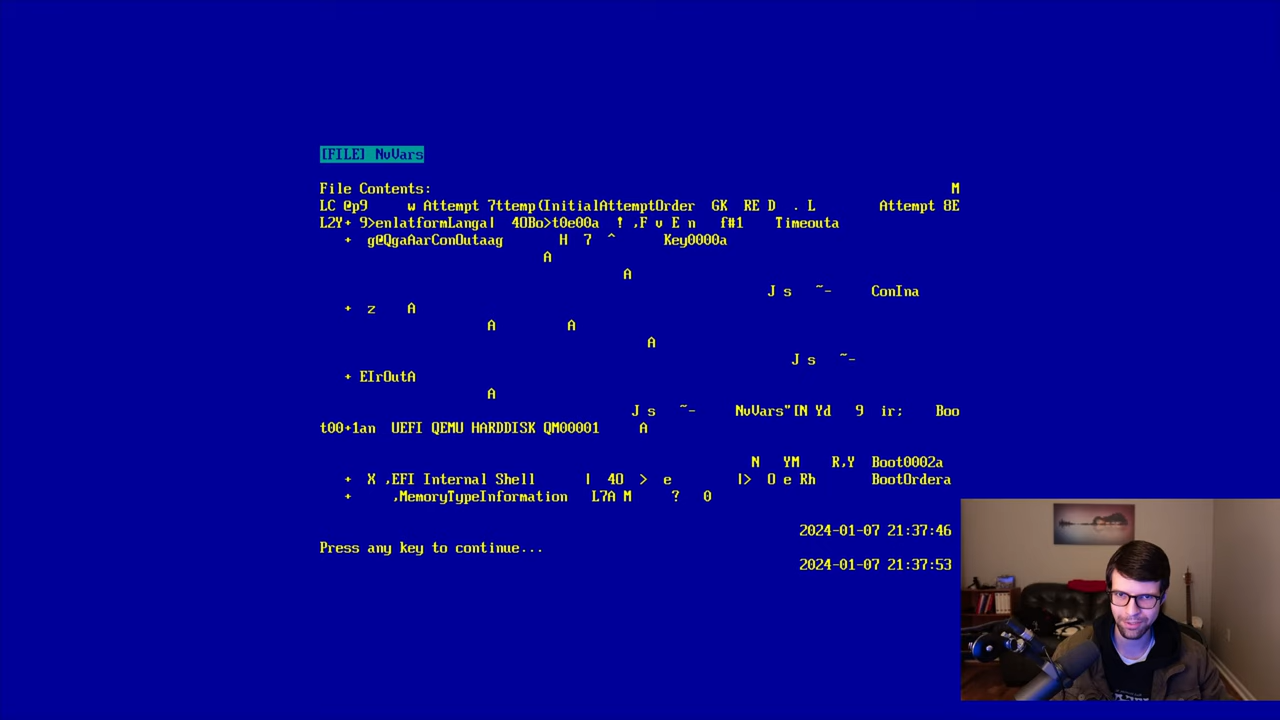 [FILE] NvVars
File Contents: M
LC @p9 w Attempt 7ttemp(InitialAttemptOrder GK RE D . L Attempt 8E
L2Y+ 9>enlatformLanga| 4OBo>t0e00a ! ,F v E n f#1 Timeouta
+ g@QgaAarConOutaag H 7 ^ Key0000a
A
A
J s ~- ConIna
+ z A
A A
A
J s ~-
+ EIrOutA
A
J s ~- NvVars"[N Yd 9 ir; Boo
t00+1an UEFI QEMU HARDDISK QM00001 A
N YM R,Y Boot0002a
+ X ,EFI Internal Shell | 4O > e |> O e Rh BootOrdera
+ ,MemoryTypeInformation L7A M ? 0
2024-01-07 21:37:46
Press any key to continue...
2024-01-07 21:37:53